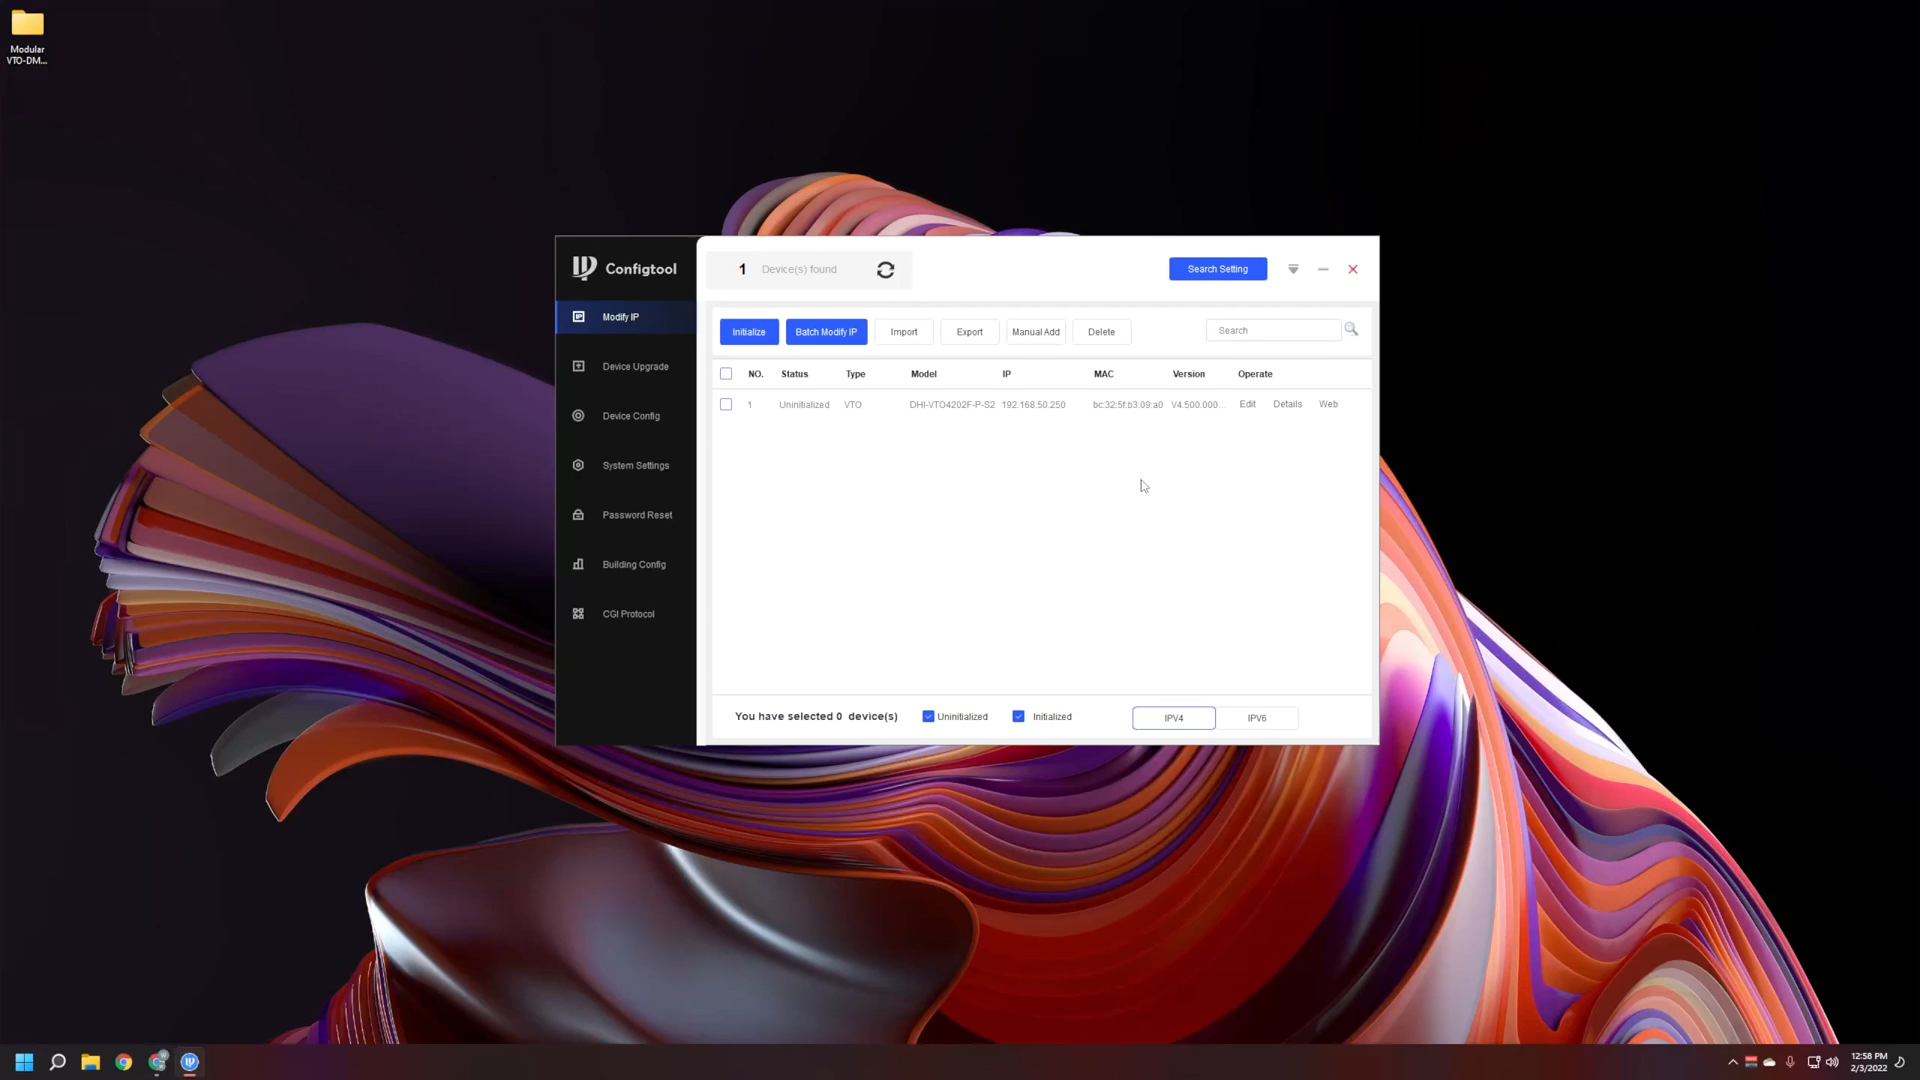 Modular
VTO-DM...
Configtool
1 Device(s) found
Search Setting
Modify IP
Device Upgrade
Device Config
System Settings
Password Reset
Building Config
CGI Protocol
Initialize Batch Modify IP Import Export Manual Add Delete Search
NO. Status Type Model IP MAC Version Operate
1 Uninitialized VTO DHI-VTO4202F-P-S2 192.168.50.250 bc:32:5f:b3:09:a0 V4.500.000... Edit Details Web
You have selected 0 device(s) Uninitialized Initialized IPV4 IPV6
12:58 PM
2/3/2022